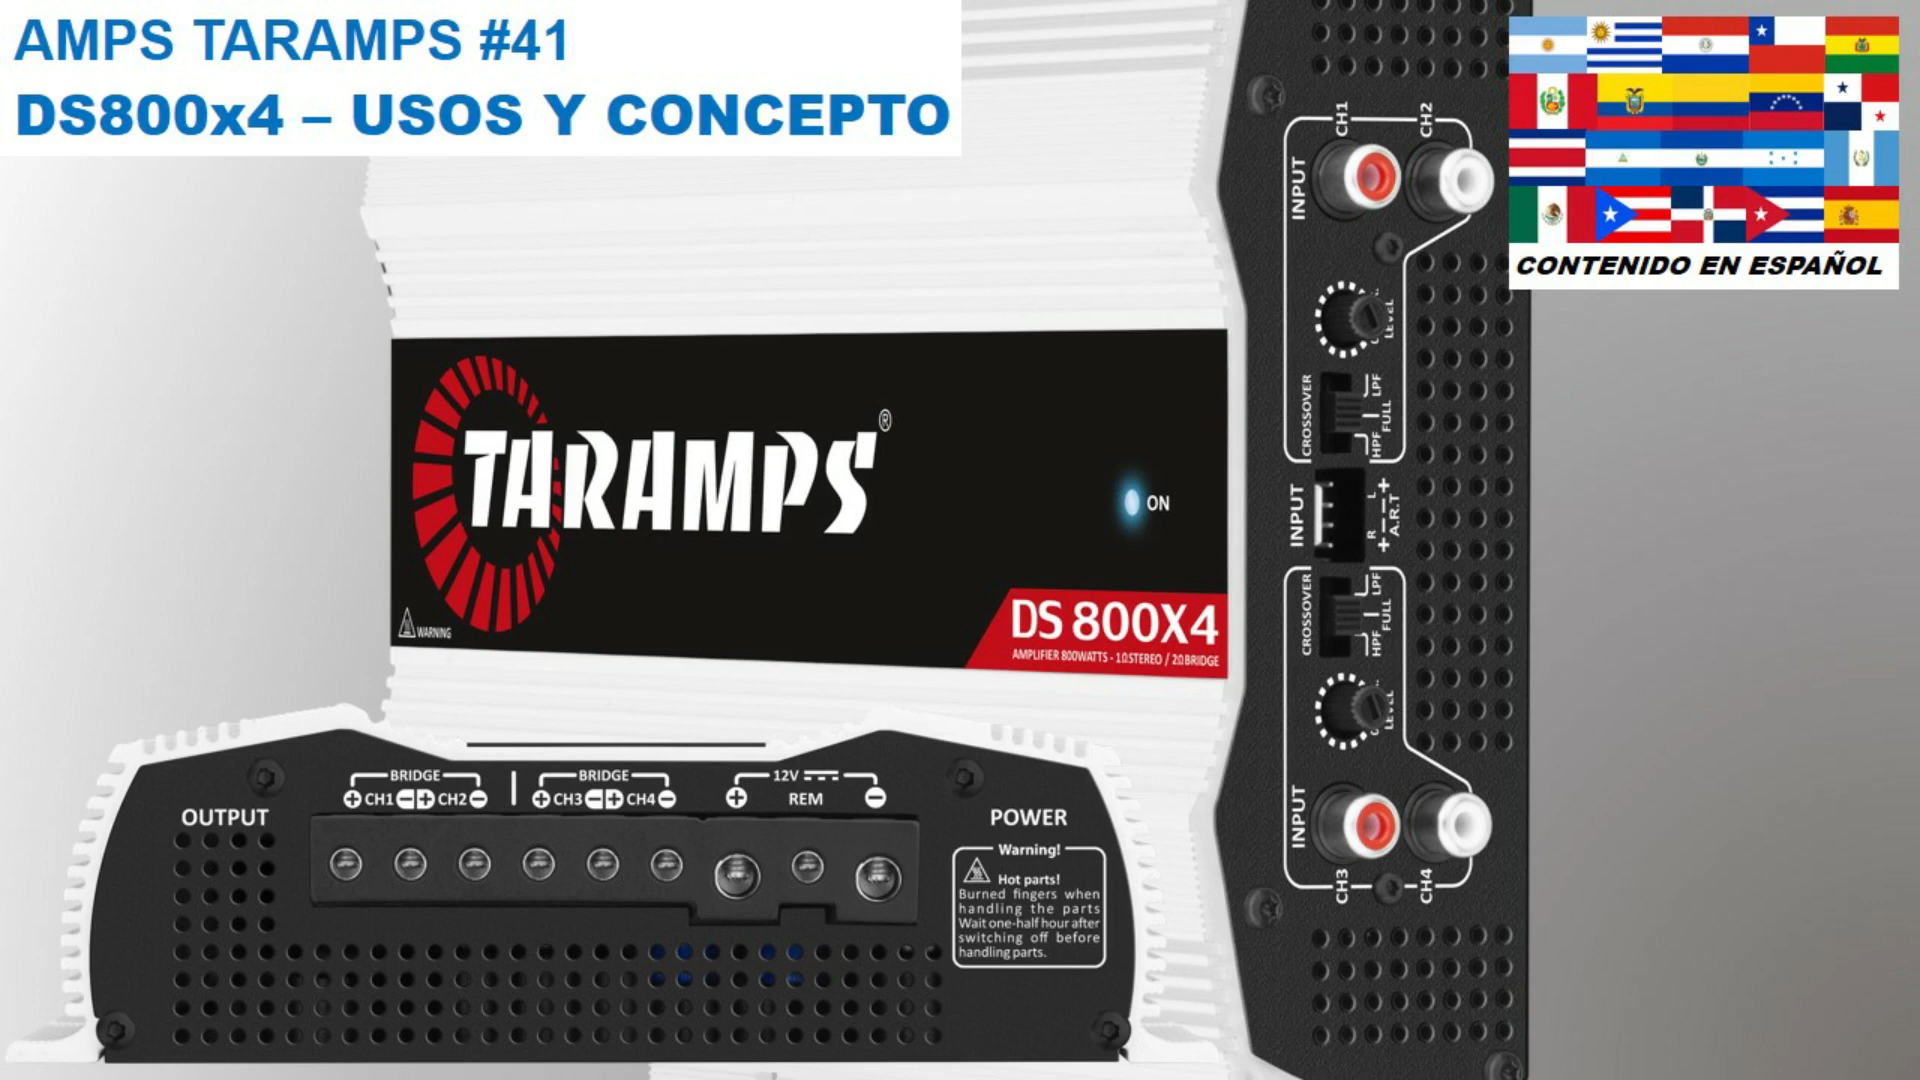 AMPS TARAMPS #41
DS800x4 – USOS Y CONCEPTO
CONTENIDO EN ESPAÑOL
TARAMPS®
ON
WARNING
DS 800X4
AMPLIFIER 800WATTS - 1Ω STEREO / 2Ω BRIDGE
CH1 CH2
INPUT
LEVEL
CROSSOVER
LPF
FULL
HPF
INPUT
R L
+ - - +
A.R.T
CROSSOVER
LPF
FULL
HPF
LEVEL
INPUT
CH3 CH4
BRIDGE | BRIDGE 12V
+ CH1 - + CH2 - + CH3 - + CH4 - + REM -
OUTPUT
POWER
Warning!
Hot parts!
Burned fingers when
handling the parts
Wait one-half hour after
switching off before
handling parts.